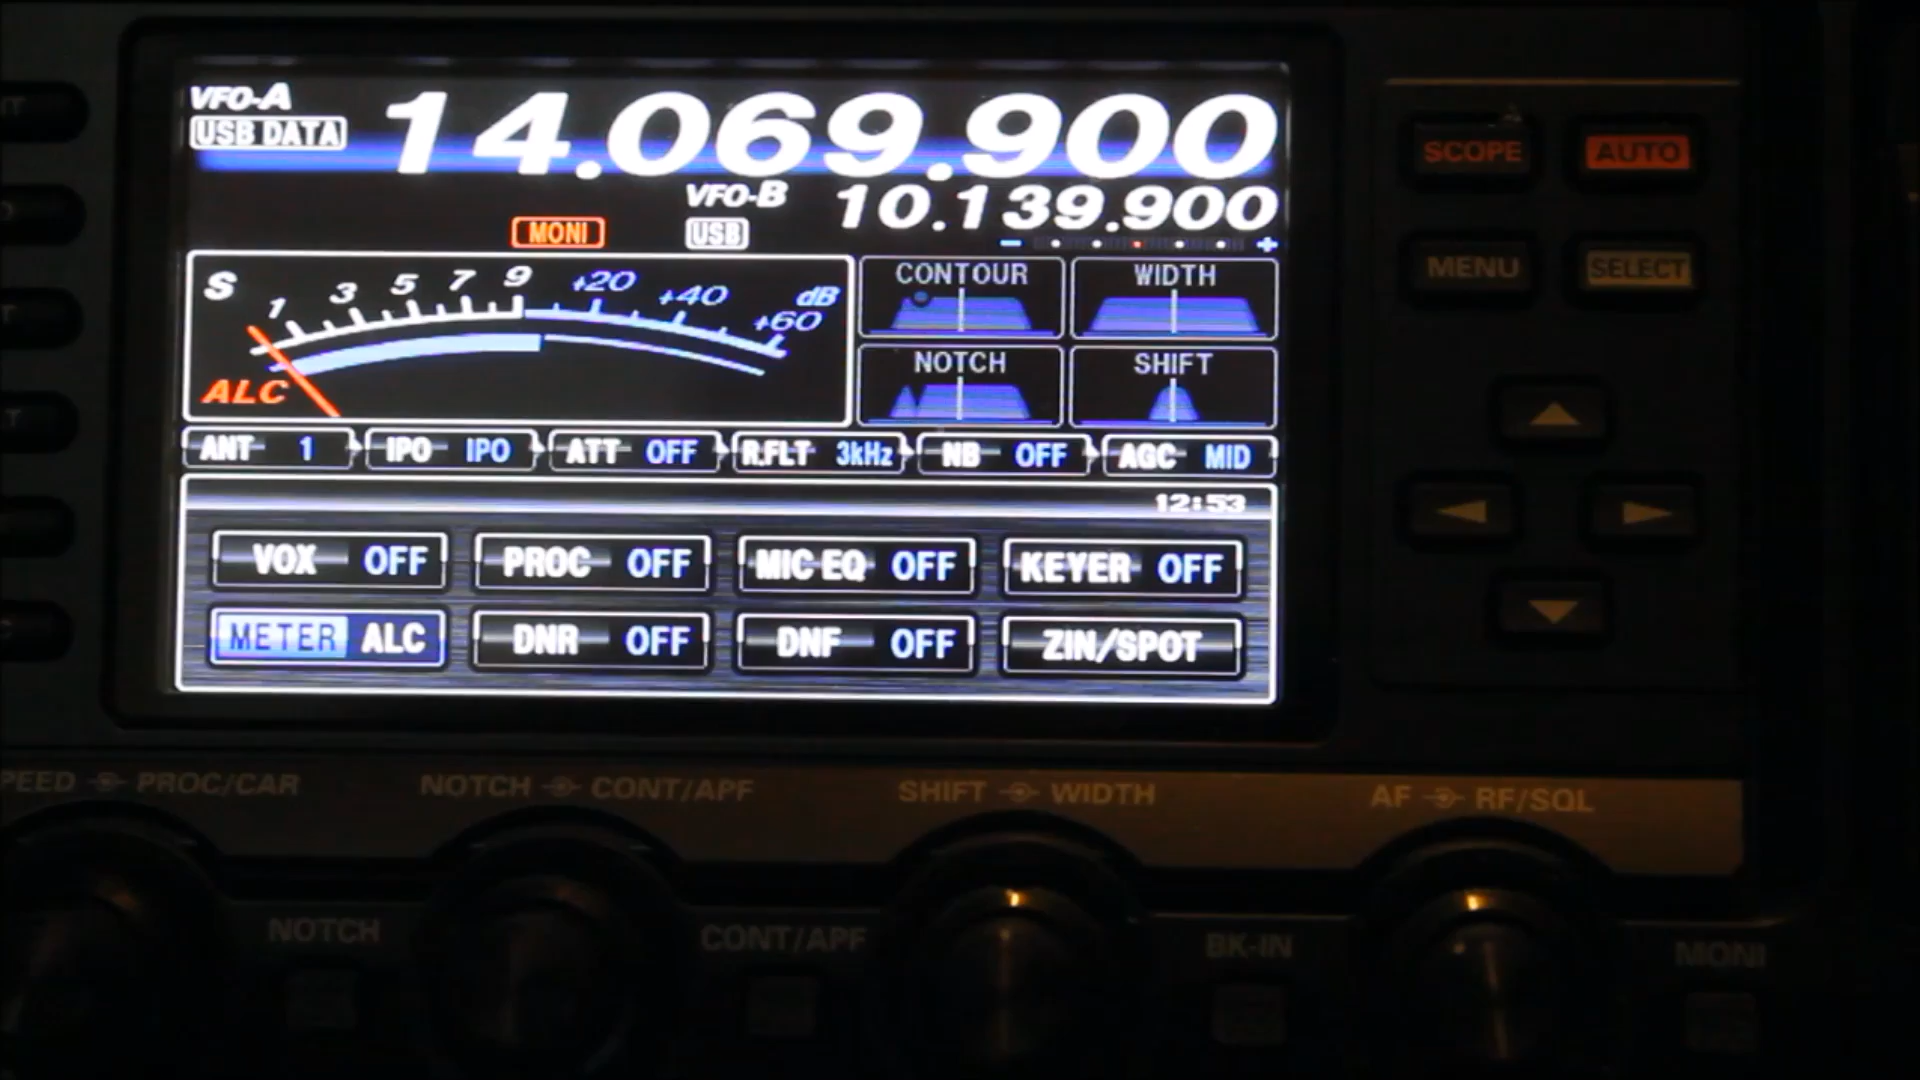 VFO-A
USB DATA
14.069.900
VFO-B
10.139.900
MONI
USB
S 1 3 5 7 9 +20 +40 +60 dB
ALC
CONTOUR
WIDTH
NOTCH
SHIFT
ANT 1
IPO IPO
ATT OFF
R.FLT 3kHz
NB OFF
AGC MID
12:53
VOX OFF
PROC OFF
MIC EQ OFF
KEYER OFF
METER ALC
DNR OFF
DNF OFF
ZIN/SPOT
SCOPE
AUTO
MENU
SELECT
PEED PROC/CAR
NOTCH CONT/APF
SHIFT WIDTH
AF RF/SQL
NOTCH
CONT/APF
BK-IN
MONI